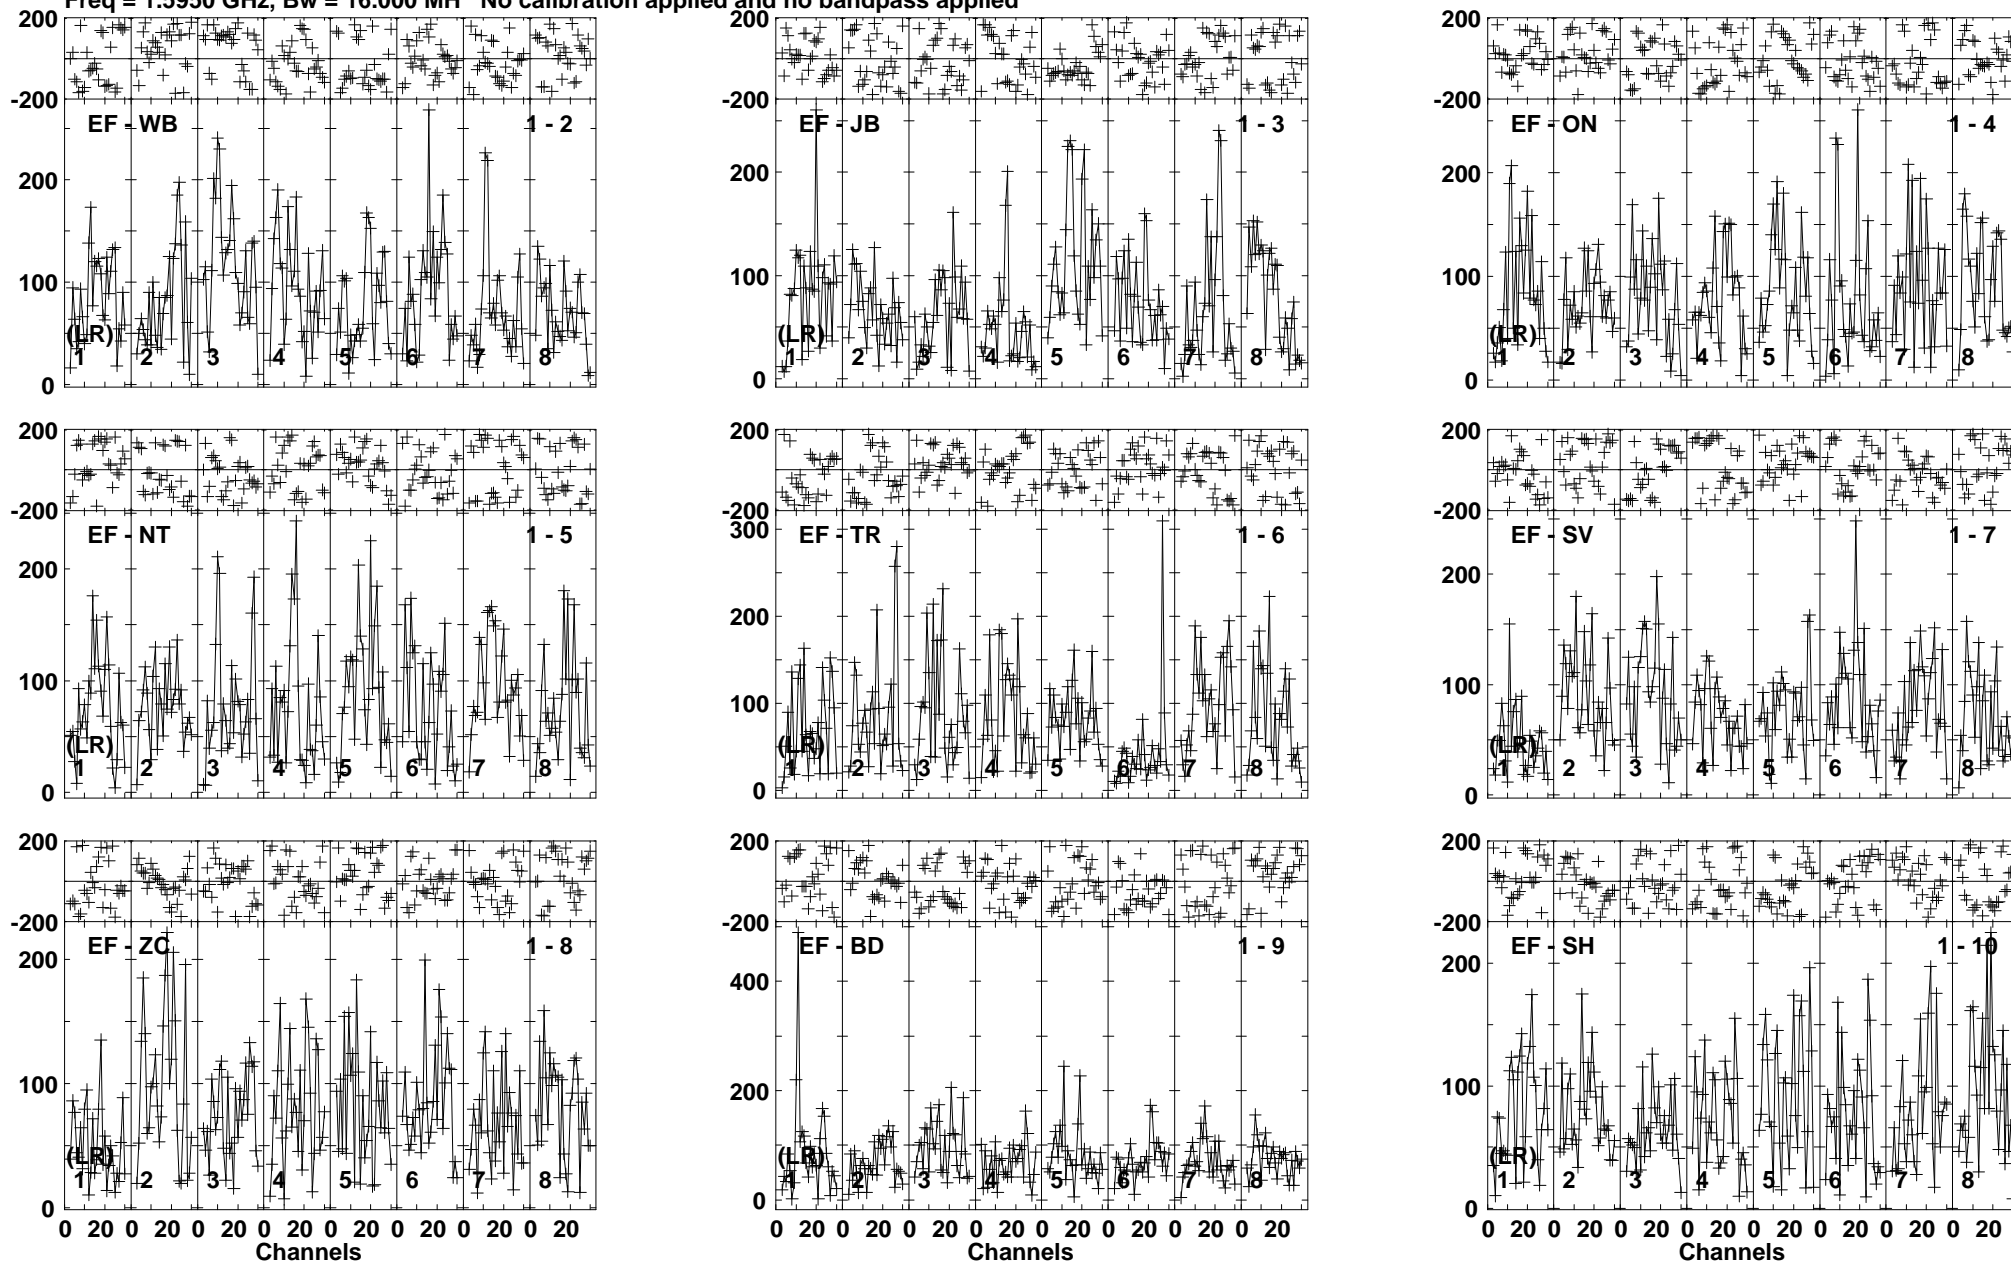 Freq = 1.5950 GHz, Bw = 16.000 MH No calibration applied and no bandpass applied
200 200 200
-200 -200 -200
EF - WB 1 - 2 EF - JB 1 - 3 EF - ON 1 - 4
200 200 200
100 100 100
(LR) (LR) (LR)
1 2 3 4 5 6 7 8 1 2 3 4 5 6 7 8 1 2 3 4 5 6 7 8
0 0 0
200 200 200
-200 -200 -200
EF - NT 1 - 5 EF - TR 1 - 6 EF - SV 1 - 7
200 300 200
100 200 100
100
(LR) (LR) (LR)
1 2 3 4 5 6 7 8 1 2 3 4 5 6 7 8 1 2 3 4 5 6 7 8
0 0 0
200 200 200
-200 -200 -200
EF - ZC 1 - 8 EF - BD 1 - 9 EF - SH 1 - 10
200 400 200
100 200 100
(LR) (LR) (LR)
1 2 3 4 5 6 7 8 1 2 3 4 5 6 7 8 1 2 3 4 5 6 7 8
0 0 0
0 20 0 20 0 20 0 20 0 20 0 20 0 20 0 20 0 20 0 20 0 20 0 20 0 20 0 20 0 20 0 20 0 20 0 20 0 20 0 20 0 20 0 20 0 20 0 20
Channels Channels Channels